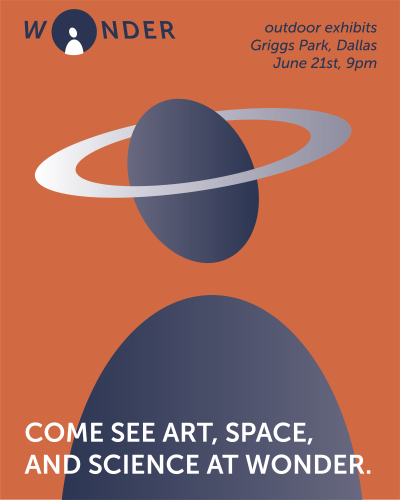 WONDER
outdoor exhibits
Griggs Park, Dallas
June 21st, 9pm
COME SEE ART, SPACE,
AND SCIENCE AT WONDER.